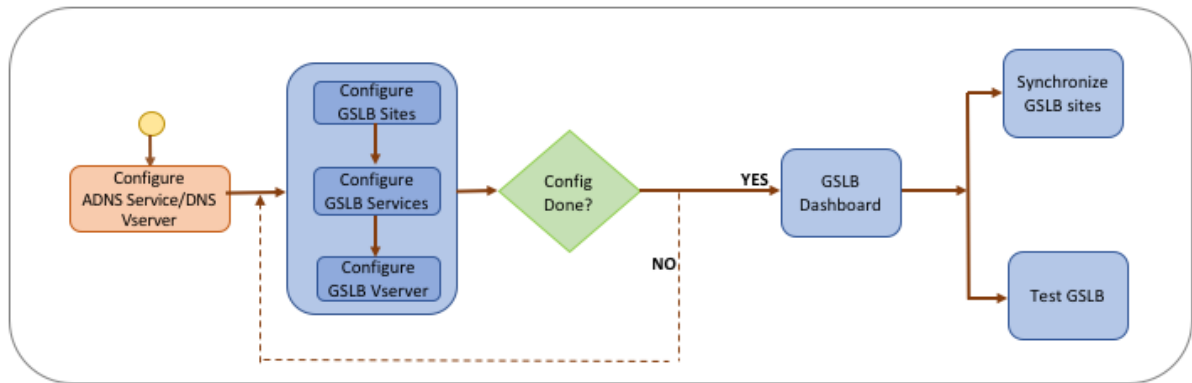 Configure
ADNS Service/DNS
Vserver
Configure
GSLB Sites
Configure
GSLB Services
Configure
GSLB Vserver
Config
Done?
YES
NO
GSLB
Dashboard
Synchronize
GSLB sites
Test GSLB